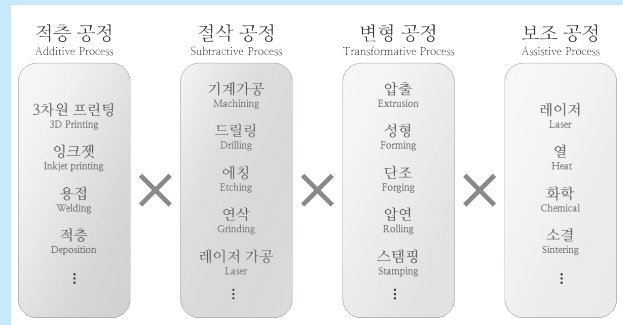 적층 공정
Additive Process
3차원 프린팅
3D Printing
잉크젯
Inkjet printing
용접
Welding
적층
Deposition
⋮
×
절삭 공정
Subtractive Process
기계가공
Machining
드릴링
Drilling
에칭
Etching
연삭
Grinding
레이저 가공
Laser
⋮
×
변형 공정
Transformative Process
압출
Extrusion
성형
Forming
단조
Forging
압연
Rolling
스템핑
Stamping
⋮
×
보조 공정
Assistive Process
레이저
Laser
열
Heat
화학
Chemical
소결
Sintering
⋮